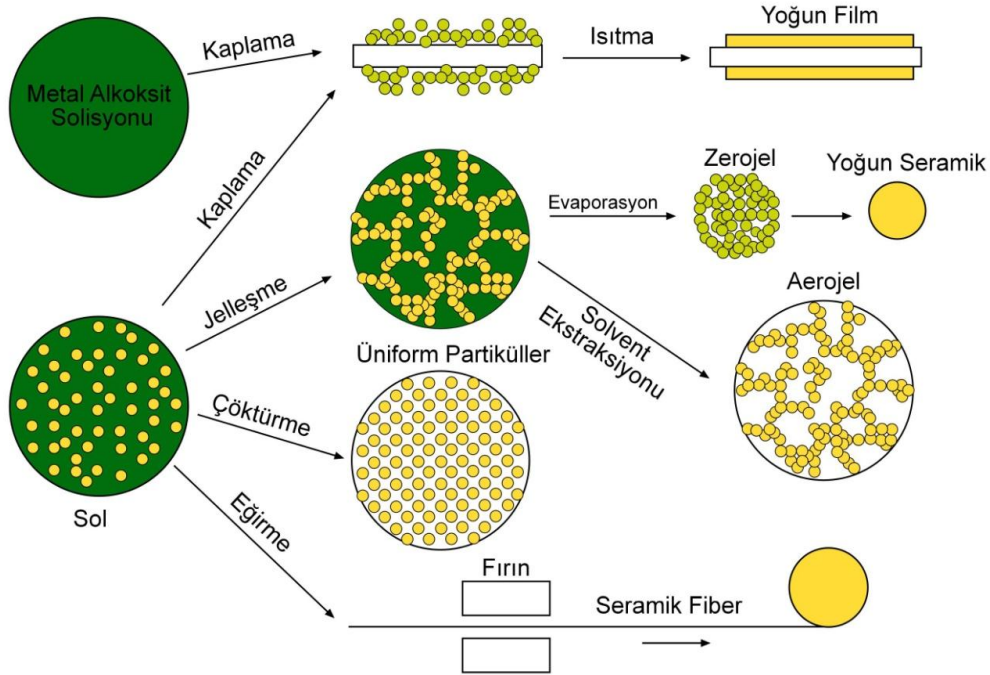 Metal Alkoksit
Solisyonu
Kaplama
Isıtma
Yoğun Film
Kaplama
Evaporasyon
Zerojel
Yoğun Seramik
Jelleşme
Solvent
Ekstraksiyonu
Aerojel
Üniform Partiküller
Sol
Çöktürme
Eğirme
Fırın
Seramik Fiber